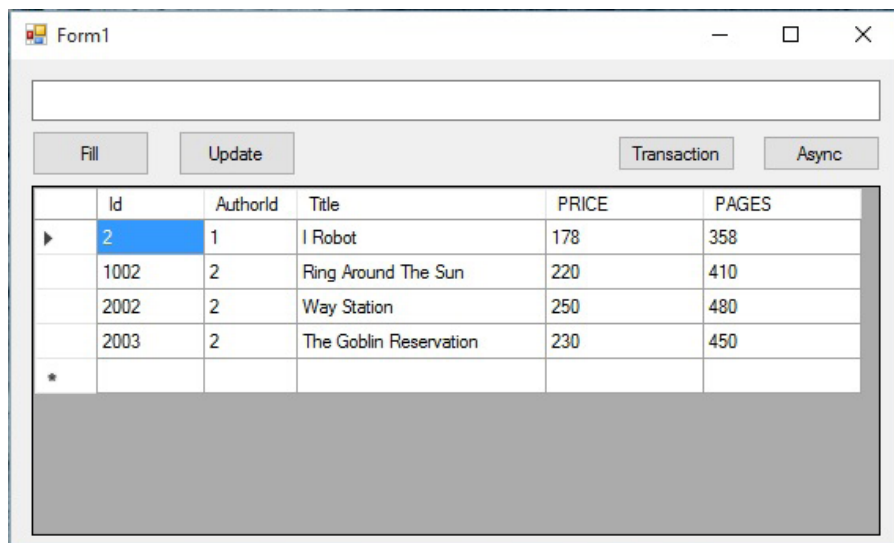 Form1
Fill Update Transaction Async
Id AuthorId Title PRICE PAGES
2 1 I Robot 178 358
1002 2 Ring Around The Sun 220 410
2002 2 Way Station 250 480
2003 2 The Goblin Reservation 230 450